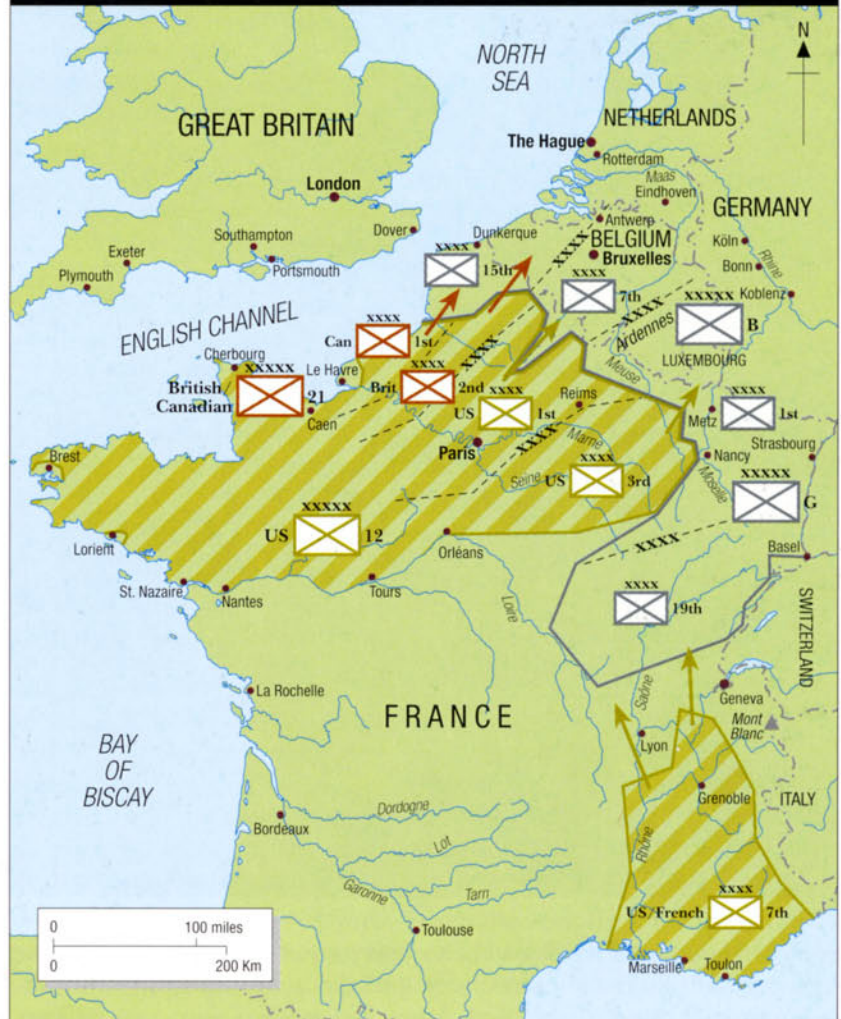 N
NORTH
SEA
GREAT BRITAIN
NETHERLANDS
The Hague
Rotterdam
Maas
Eindhoven
London
GERMANY
Antwerp
Southampton
Dover
Dunkerque
BELGIUM
Bruxelles
Köln
Rhine
Exeter
Portsmouth
Bonn
Plymouth
xxxx
15th
xxxx
xxxx
7th
Koblenz
xxxx
xxxxx
B
Ardennes
ENGLISH CHANNEL
xxxx
Can 1st
xxxx
LUXEMBOURG
Cherbourg
Le Havre
xxxxx
British
Canadian
21
Caen
xxxx
Brit 2nd
Meuse
xxxx
US 1st
Reims
xxxx
1st
Metz
Strasbourg
xxxx
Paris
Marne
Nancy
Brest
xxxx
US 3rd
Seine
Moselle
xxxxx
G
xxxxx
US 12
xxxx
Lorient
Orléans
Basel
St. Nazaire
Nantes
Tours
xxxx
19th
Loire
SWITZERLAND
La Rochelle
FRANCE
Saône
Geneva
Mont
Blanc
Lyon
BAY
OF
BISCAY
Grenoble
ITALY
Dordogne
Bordeaux
Lot
Rhône
Garonne
Tarn
xxxx
US/French 7th
0 100 miles
0 200 Km
Toulouse
Marseille
Toulon